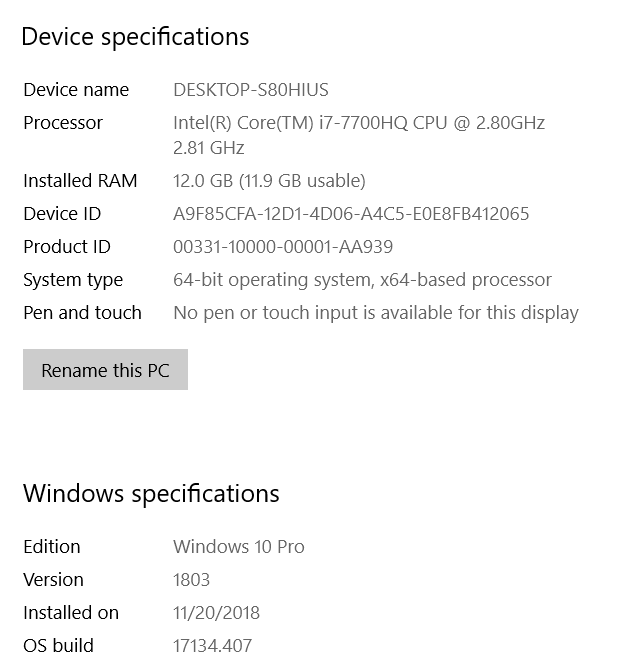 Device specifications
Device name DESKTOP-S80HIUS
Processor Intel(R) Core(TM) i7-7700HQ CPU @ 2.80GHz
2.81 GHz
Installed RAM 12.0 GB (11.9 GB usable)
Device ID A9F85CFA-12D1-4D06-A4C5-E0E8FB412065
Product ID 00331-10000-00001-AA939
System type 64-bit operating system, x64-based processor
Pen and touch No pen or touch input is available for this display
Rename this PC
Windows specifications
Edition Windows 10 Pro
Version 1803
Installed on 11/20/2018
OS build 17134.407